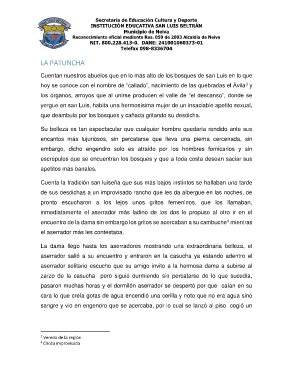 Secretaría de Educación Cultura y Deporte
INSTITUCIÓN EDUCATIVA SAN LUIS BELTRÁN
Municipio de Neiva
Reconocimiento oficial mediante Res. 059 de 2003 Alcaldía de Neiva
NIT. 800.228.413-0. DANE: 241001060373-01
Telefax 098-8336704
LA PATUNCHA
Cuentan nuestros abuelos que en lo más alto de los bosques de san Luis en lo que
hoy se conoce con el nombre de "callado", nacimiento de las quebradas el Ávila³ y
los órganos, arroyos que al unirse producen el valle de "el descanso", donde se
yergue en san Luis, habita una hermosísima mujer de un insaciable apetito sexual,
que deambula por los bosques y cañada gritando su desdicha.
Su belleza es tan espectacular que cualquier hombre quedaría rendido ante sus
encantos más lujuriosos, sin percatarse que lleva una pierna cercenada, sin
embargo, dicho engendro solo es atraído por los hombres fornicarios y sin
escrúpulos que se encuentran los bosques y que a toda costa desean saciar sus
apetitos más banales.
Cuenta la tradición san luiseña que sus más bajos instintos se hallaban una tarde
de sus desdichas a un improvisado rancho que les da albergue en las noches, de
pronto escucharon a los lejos unos gritos femeninos, que los llamaban,
inmediatamente el aserrador más ladino de los dos le propuso al otro ir en el
encuentro de la dama sin embargo los gritos se acercaban a su cambuche⁴ mientras
el aserrador más les contestaba.
La dama llego hasta los aserradores mostrando una extraordinaria belleza, el
aserrador salió a su encuentro y entraron en la casucha ya estando adentro el
aserrador solitario escucho que su amigo invito a la hermosa dama a subirse al
zarzo de la casucha pero siguió durmiendo sin percatarse de lo que sucedía,
pasaron muchas horas y el dormilón aserrador se despertó por que caían en su
cara lo que creía gotas de agua encendió una cerilla y noto que no era agua sino
sangre y vio en engendro que se acercaba, por lo cual se lanzó al piso cogió un
³ Vereda de la región
⁴ Choza improvisada